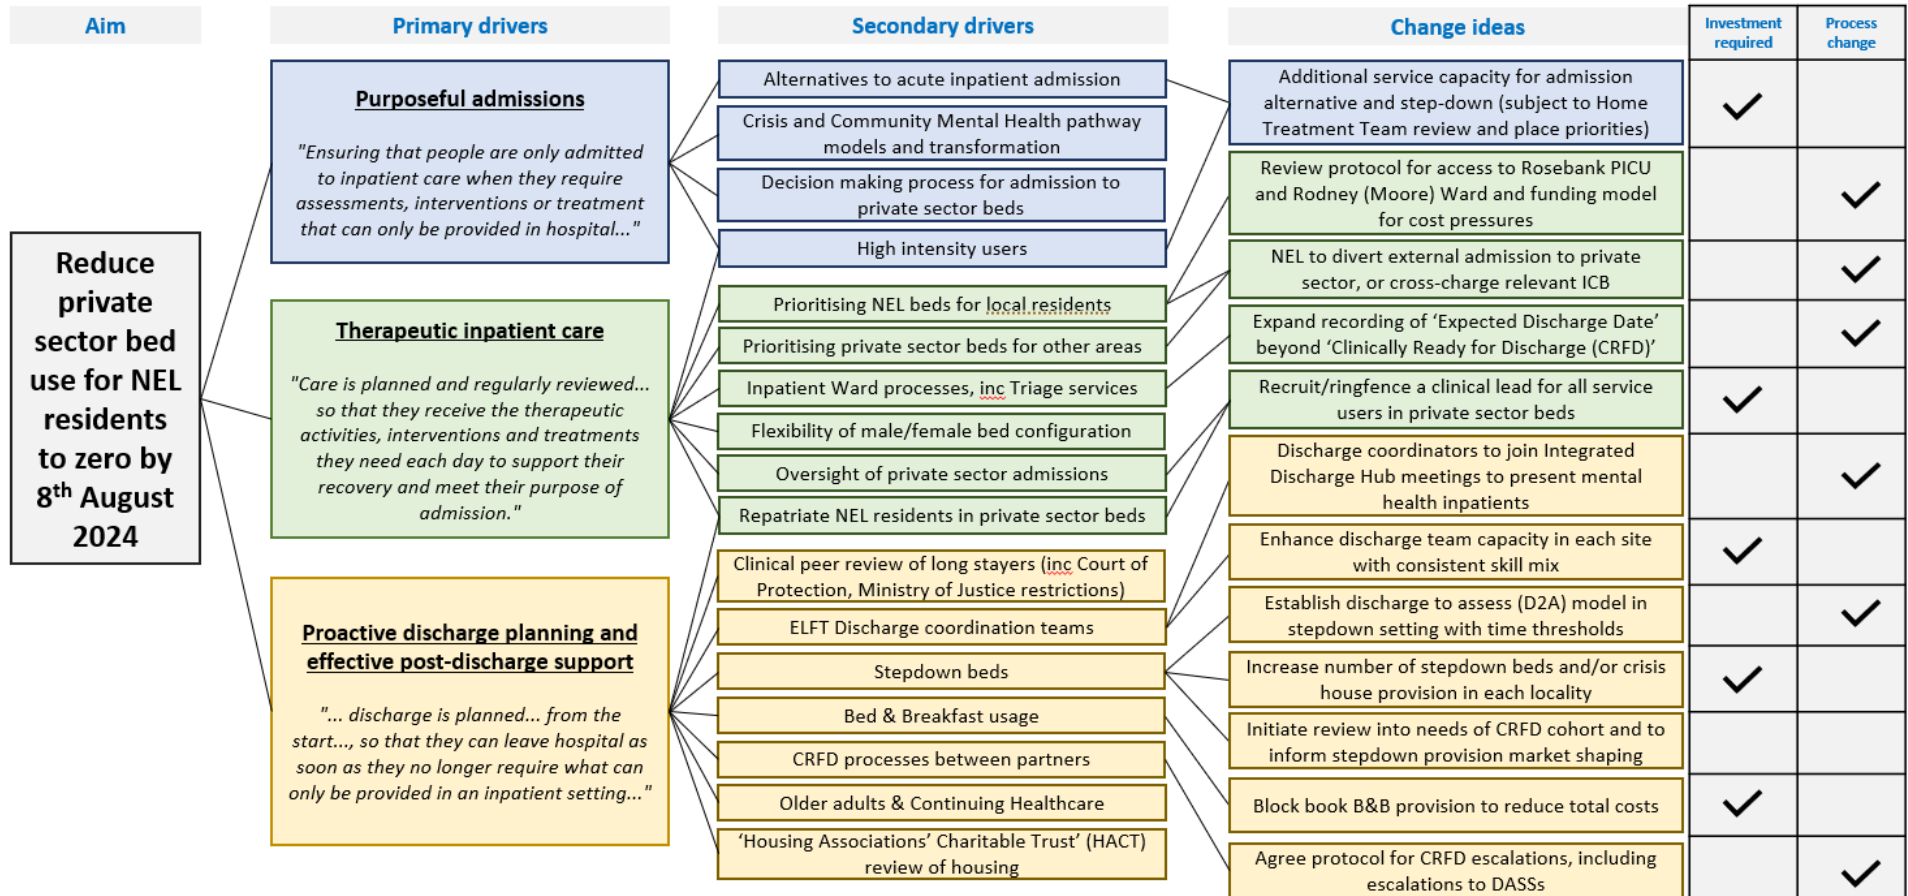 Aim
Primary drivers
Secondary drivers
Change ideas
Investment
required
Process
change
Reduce
private
sector bed
use for NEL
residents
to zero by
8th August
2024
Purposeful admissions
"Ensuring that people are only admitted
to inpatient care when they require
assessments, interventions or treatment
that can only be provided in hospital..."
Therapeutic inpatient care
"Care is planned and regularly reviewed...
so that they receive the therapeutic
activities, interventions and treatments
they need each day to support their
recovery and meet their purpose of
admission."
Proactive discharge planning and
effective post-discharge support
"... discharge is planned... from the
start..., so that they can leave hospital as
soon as they no longer require what can
only be provided in an inpatient setting..."
Alternatives to acute inpatient admission
Crisis and Community Mental Health pathway
models and transformation
Decision making process for admission to
private sector beds
High intensity users
Prioritising NEL beds for local residents
Prioritising private sector beds for other areas
Inpatient Ward processes, inc Triage services
Flexibility of male/female bed configuration
Oversight of private sector admissions
Repatriate NEL residents in private sector beds
Clinical peer review of long stayers (inc Court of
Protection, Ministry of Justice restrictions)
ELFT Discharge coordination teams
Stepdown beds
Bed & Breakfast usage
CRFD processes between partners
Older adults & Continuing Healthcare
‘Housing Associations’ Charitable Trust’ (HACT)
review of housing
Additional service capacity for admission
alternative and step-down (subject to Home
Treatment Team review and place priorities)
Review protocol for access to Rosebank PICU
and Rodney (Moore) Ward and funding model
for cost pressures
NEL to divert external admission to private
sector, or cross-charge relevant ICB
Expand recording of ‘Expected Discharge Date’
beyond ‘Clinically Ready for Discharge (CRFD)’
Recruit/ringfence a clinical lead for all service
users in private sector beds
Discharge coordinators to join Integrated
Discharge Hub meetings to present mental
health inpatients
Enhance discharge team capacity in each site
with consistent skill mix
Establish discharge to assess (D2A) model in
stepdown setting with time thresholds
Increase number of stepdown beds and/or crisis
house provision in each locality
Initiate review into needs of CRFD cohort and to
inform stepdown provision market shaping
Block book B&B provision to reduce total costs
Agree protocol for CRFD escalations, including
escalations to DASSs